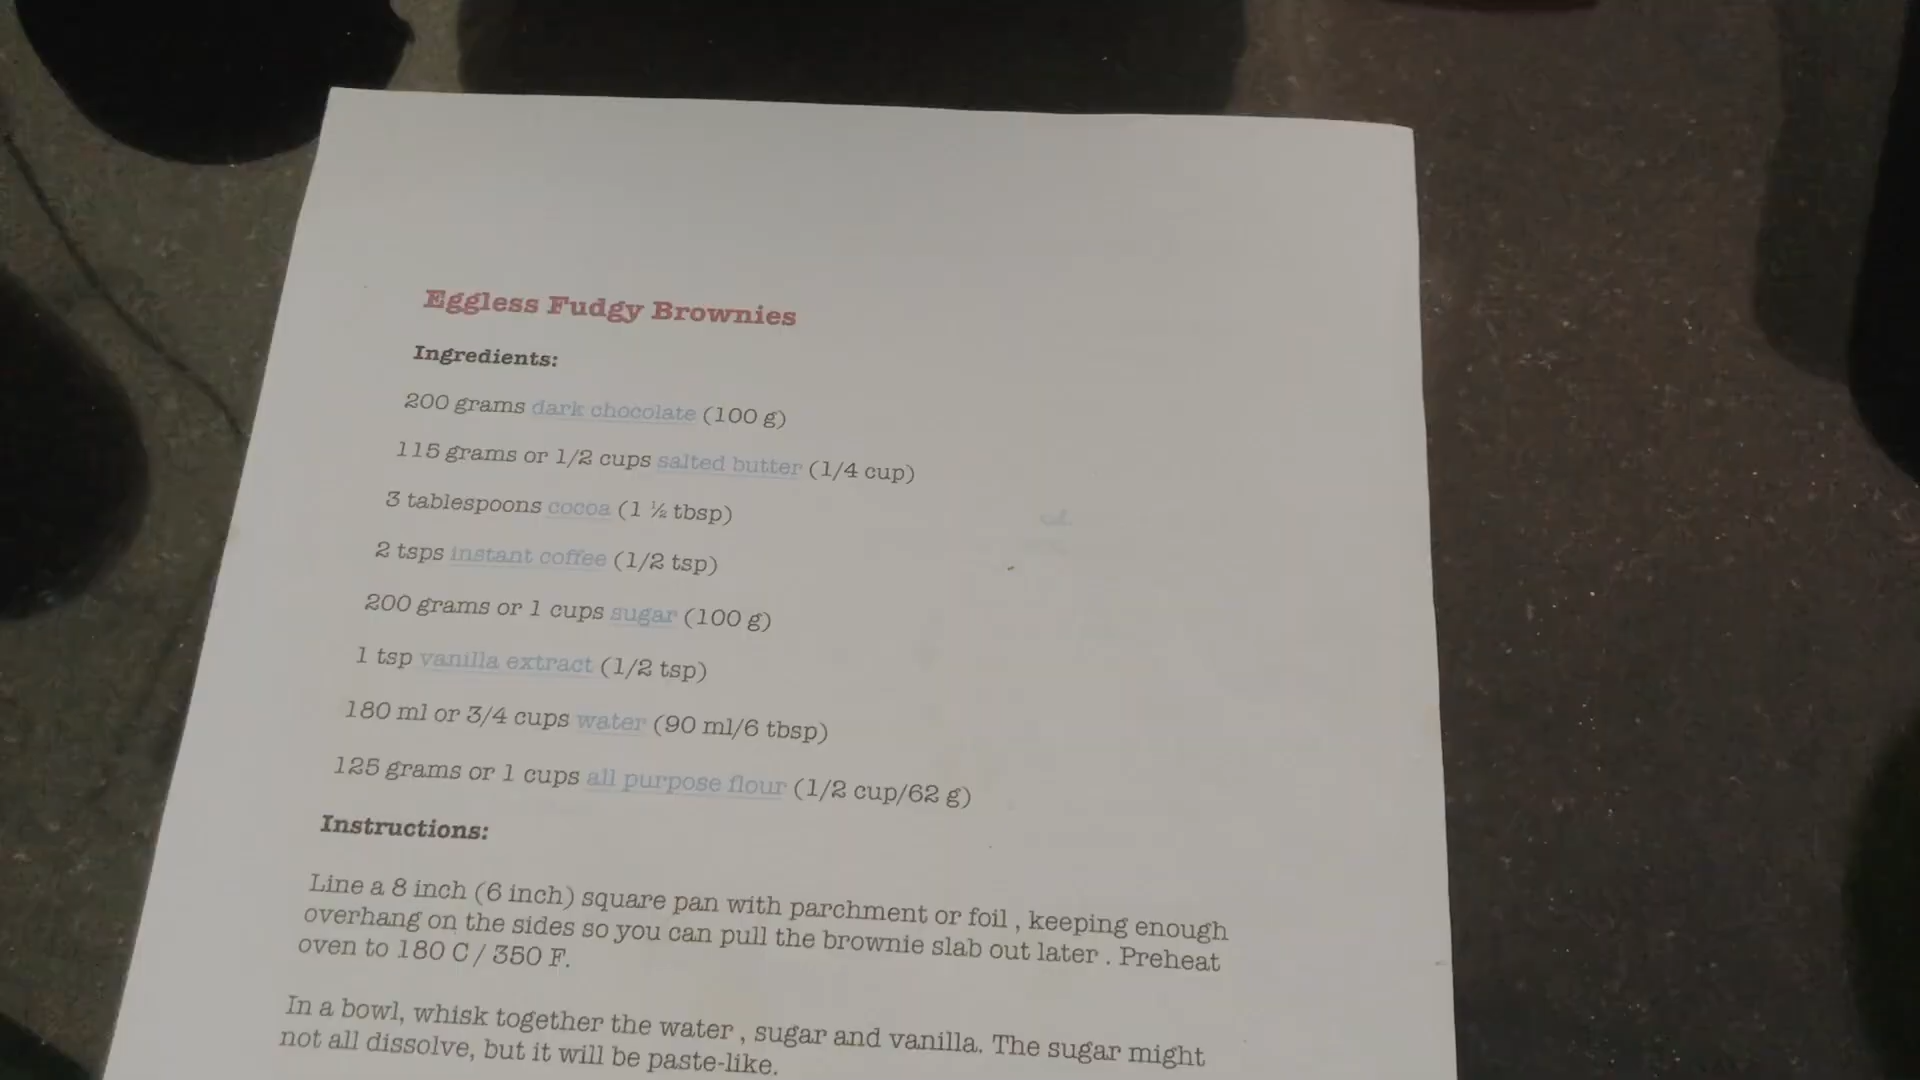 Eggless Fudgy Brownies
Ingredients:
200 grams dark chocolate (100 g)
115 grams or 1/2 cups salted butter (1/4 cup)
3 tablespoons cocoa (1 ½ tbsp)
2 tsps instant coffee (1/2 tsp)
200 grams or 1 cups sugar (100 g)
1 tsp vanilla extract (1/2 tsp)
180 ml or 3/4 cups water (90 ml/6 tbsp)
125 grams or 1 cups all purpose flour (1/2 cup/62 g)
Instructions:
Line a 8 inch (6 inch) square pan with parchment or foil , keeping enough
overhang on the sides so you can pull the brownie slab out later . Preheat
oven to 180 C / 350 F.
In a bowl, whisk together the water , sugar and vanilla. The sugar might
not all dissolve, but it will be paste-like.